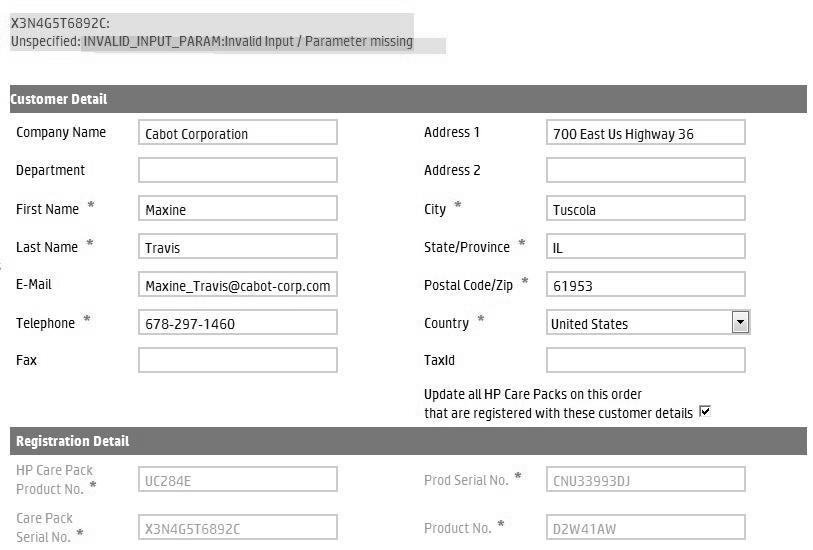 X3N4G5T6892C:
Unspecified: INVALID_INPUT_PARAM:Invalid Input / Parameter missing
Customer Detail
Company Name Cabot Corporation Address 1 700 East Us Highway 36
Department Address 2
First Name * Maxine City * Tuscola
Last Name * Travis State/Province * IL
E-Mail Maxine_Travis@cabot-corp.com Postal Code/Zip * 61953
Telephone * 678-297-1460 Country * United States
Fax TaxId
Update all HP Care Packs on this order
that are registered with these customer details
Registration Detail
HP Care Pack
Product No. * UC284E Prod Serial No. * CNU33993DJ
Care Pack
Serial No. * X3N4G5T6892C Product No. * D2W41AW